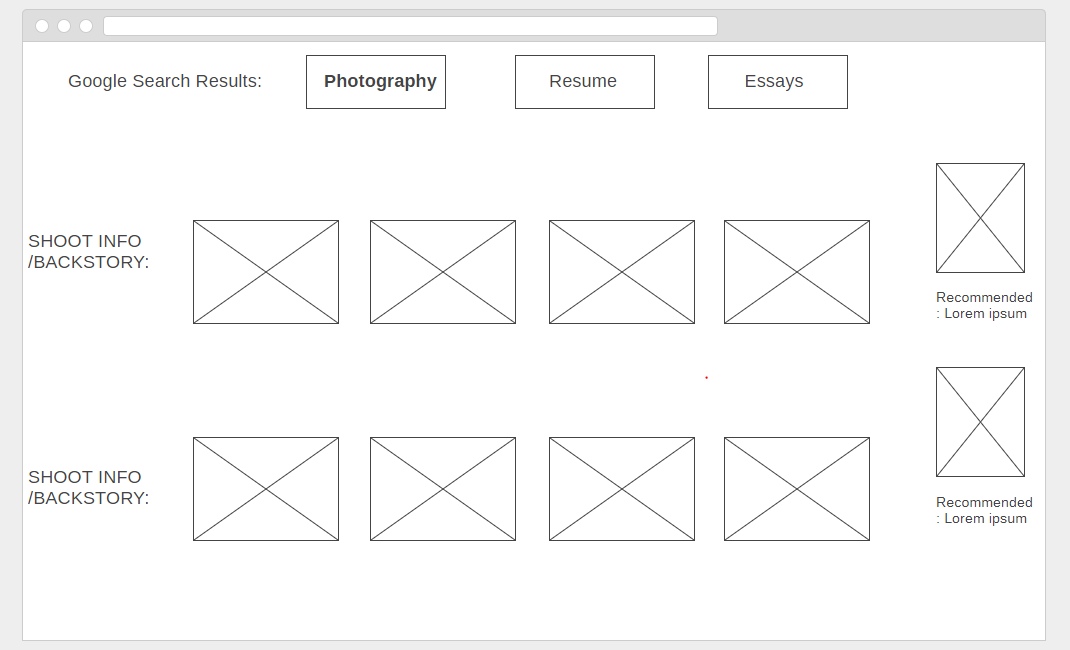 Google Search Results:
Photography
Resume
Essays
SHOOT INFO
/BACKSTORY:
Recommended
: Lorem ipsum
SHOOT INFO
/BACKSTORY:
Recommended
: Lorem ipsum